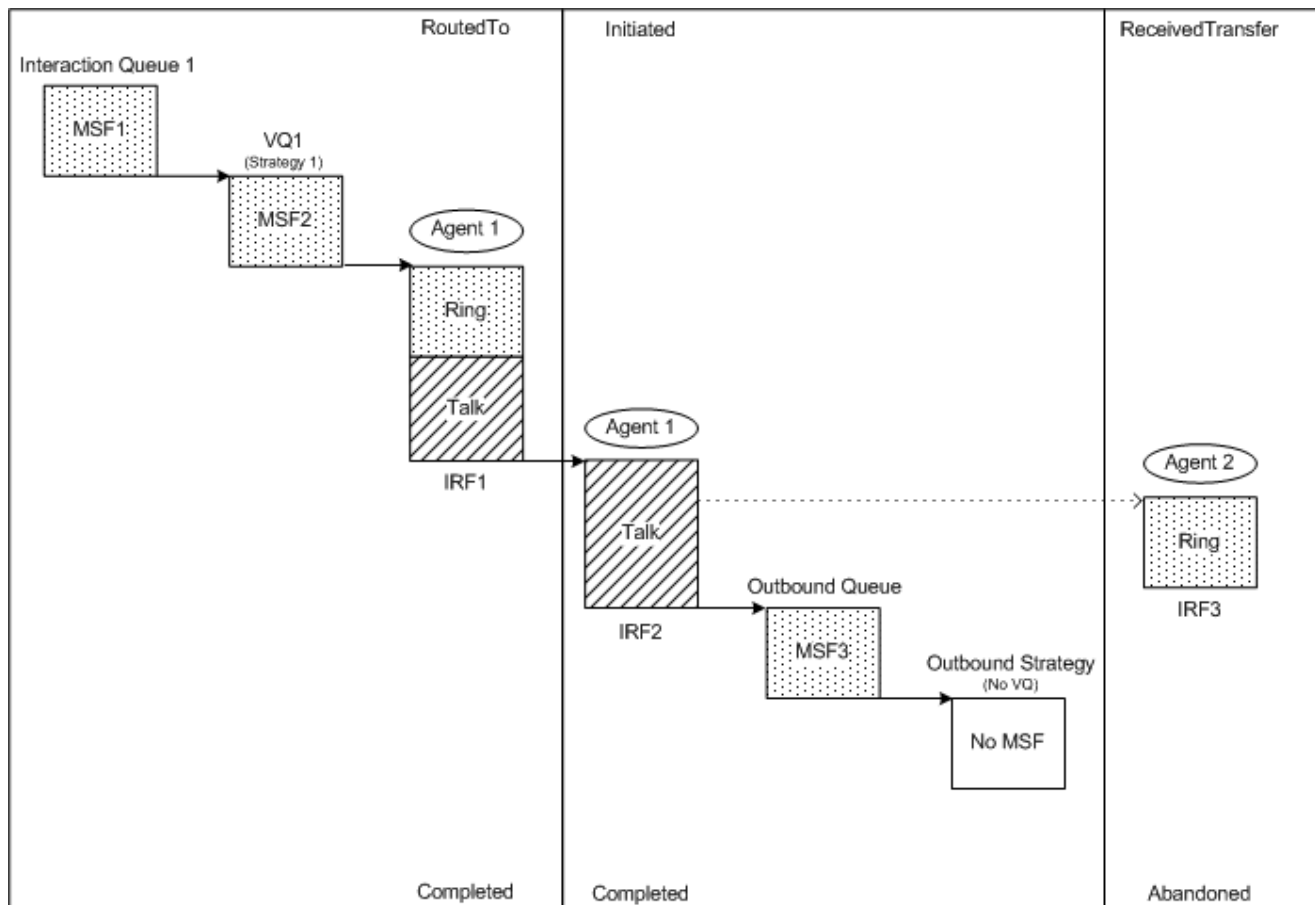 RoutedTo
Initiated
ReceivedTransfer
Interaction Queue 1
MSF1
VQ1
(Strategy 1)
MSF2
Agent 1
Ring
Talk
IRF1
Agent 1
Talk
IRF2
Agent 2
Ring
IRF3
Outbound Queue
MSF3
Outbound Strategy
(No VQ)
No MSF
Completed
Completed
Abandoned